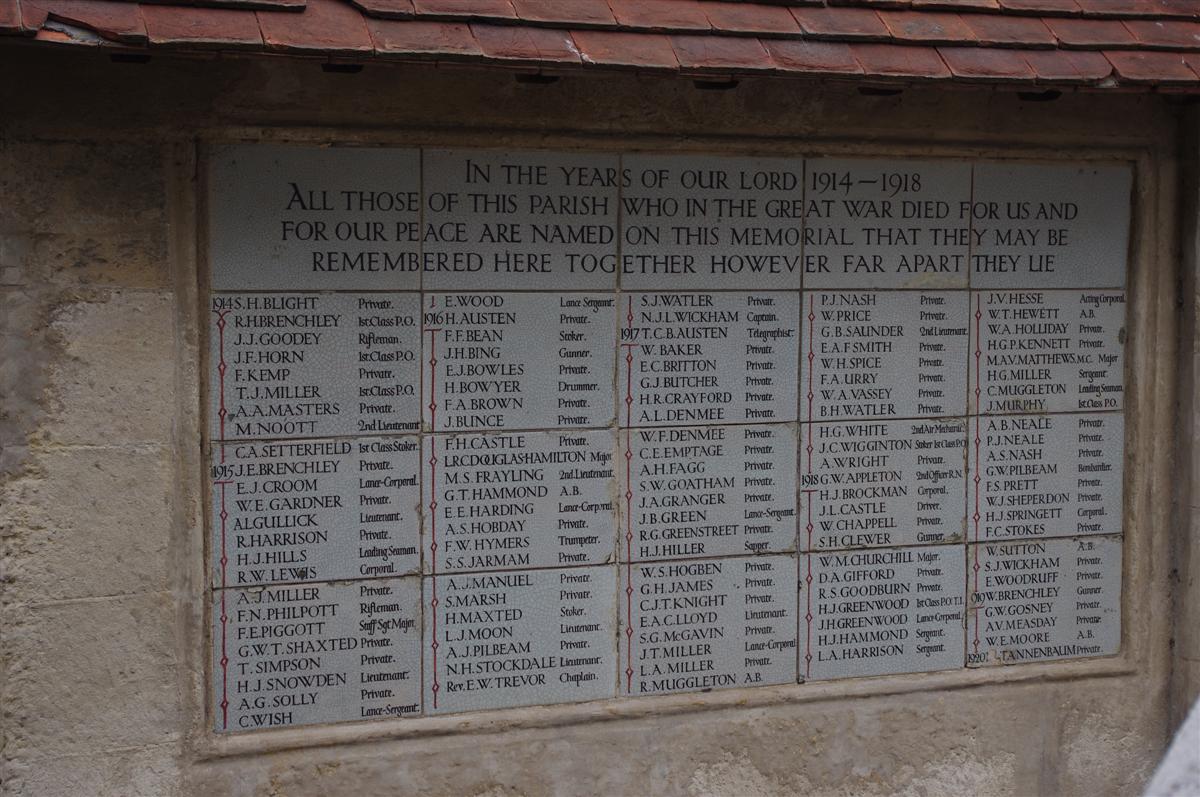 IN THE YEARS OF OUR LORD 1914–1918
ALL THOSE OF THIS PARISH WHO IN THE GREAT WAR DIED FOR US AND
FOR OUR PEACE ARE NAMED ON THIS MEMORIAL THAT THEY MAY BE
REMEMBERED HERE TOGETHER HOWEVER FAR APART THEY LIE
1914 S.H. BLIGHT Private.
R.H. BRENCHLEY 1st Class P.O.
J.J. GOODEY Rifleman.
J.F. HORN 1st Class P.O.
F. KEMP Private.
T.J. MILLER 1st Class P.O.
A.A. MASTERS Private.
M. NOOTT 2nd Lieutenant
C.A. SETTERFIELD 1st Class Stoker.
1915 J.E. BRENCHLEY Private.
E.J. CROOM Lance-Corporal.
W.E. GARDNER Private.
A.L. GULLICK Lieutenant.
R. HARRISON Private.
H.J. HILLS Leading Seaman.
R.W. LEWIS Corporal.
A.J. MILLER Private.
F.N. PHILPOTT Rifleman.
F.E. PIGGOTT Staff Sgt Major.
G.W.T. SHAXTED Private.
T. SIMPSON Private.
H.J. SNOWDEN Lieutenant.
A.G. SOLLY Private.
C. WISH Lance-Sergeant.
E. WOOD Lance Sergeant.
1916 H. AUSTEN Private.
F.F. BEAN Stoker.
J.H. BING Gunner.
E.J. BOWLES Private.
H. BOWYER Drummer.
F.A. BROWN Private.
J. BUNCE Private.
F.H. CASTLE Private.
LRC DOUGLAS-HAMILTON Major.
M.S. FRAYLING 2nd Lieutenant.
G.T. HAMMOND A.B.
E.E. HARDING Lance-Corporal.
A.S. HOBDAY Private.
F.W. HYMERS Trumpeter.
S.S. JARMAM Private.
A.J. MANUEL Private.
S. MARSH Private.
H. MAXTED Stoker.
L.J. MOON Lieutenant.
A.J. PILBEAM Private.
N.H. STOCKDALE Lieutenant.
Rev. E.W. TREVOR Chaplain.
S.J. WATLER Private.
N.J.L. WICKHAM Captain.
1917 T.C.B. AUSTEN Telegraphist.
W. BAKER Private.
E.C. BRITTON Private.
G.J. BUTCHER Private.
H.R. CRAYFORD Private.
A.L. DENMEE Private.
W.F. DENMEE Private.
C.E. EMPTAGE Private.
A.H. FAGG Private.
S.W. GOATHAM Private.
J.A. GRANGER Private.
J.B. GREEN Lance-Sergeant.
R.G. GREENSTREET Private.
H.J. HILLER Sapper.
W.S. HOGBEN Private.
G.H. JAMES Private.
C.J.T. KNIGHT Private.
E.A.C. LLOYD Lieutenant.
S.G. McGAVIN Private.
J.T. MILLER Lance-Corporal
L.A. MILLER Private.
R. MUGGLETON A.B.
P.J. NASH Private.
W. PRICE Private.
G.B. SAUNDER 2nd Lieutenant.
E.A.F. SMITH Private.
W.H. SPICE Private.
F.A. URRY Private.
W.A. VASSEY Private.
B.H. WATLER Private.
H.G. WHITE 2nd Air Mechanic.
J.C. WIGGINTON Stoker 1st Class P.O.
A. WRIGHT Private.
1918 G.W. APPLETON 2nd Officer R.N.
H.J. BROCKMAN Corporal.
J.L. CASTLE Driver.
W. CHAPPELL Private.
S.H. CLEWER Gunner.
W.M. CHURCHILL Major.
D.A. GIFFORD Private.
R.S. GOODBURN Private.
H.J. GREENWOOD 1st Class P.O. T.I.
J.H. GREENWOOD Lance-Corporal.
H.J. HAMMOND Sergeant.
L.A. HARRISON Sergeant.
J.V. HESSE Acting Corporal.
W.T. HEWETT A.B.
W.A. HOLLIDAY Private.
H.G.P. KENNETT Private.
M.A.V. MATTHEWS, M.C. Major
H.G. MILLER Sergeant.
C. MUGGLETON Leading Seaman.
J. MURPHY 1st Class P.O.
A.B. NEALE Private.
P.J. NEALE Private.
A.S. NASH Private.
G.W. PILBEAM Bombardier.
F.S. PRETT Private.
W.J. SHEPERDON Private.
H.J. SPRINGETT Corporal.
F.C. STOKES Private.
W. SUTTON A.B.
S.J. WICKHAM Private.
E. WOODRUFF Private.
1919 W. BRENCHLEY Gunner.
G.W. GOSNEY Private.
A.V. MEASDAY Private.
W.E. MOORE A.B.
1920 TANNENBAUM Private.